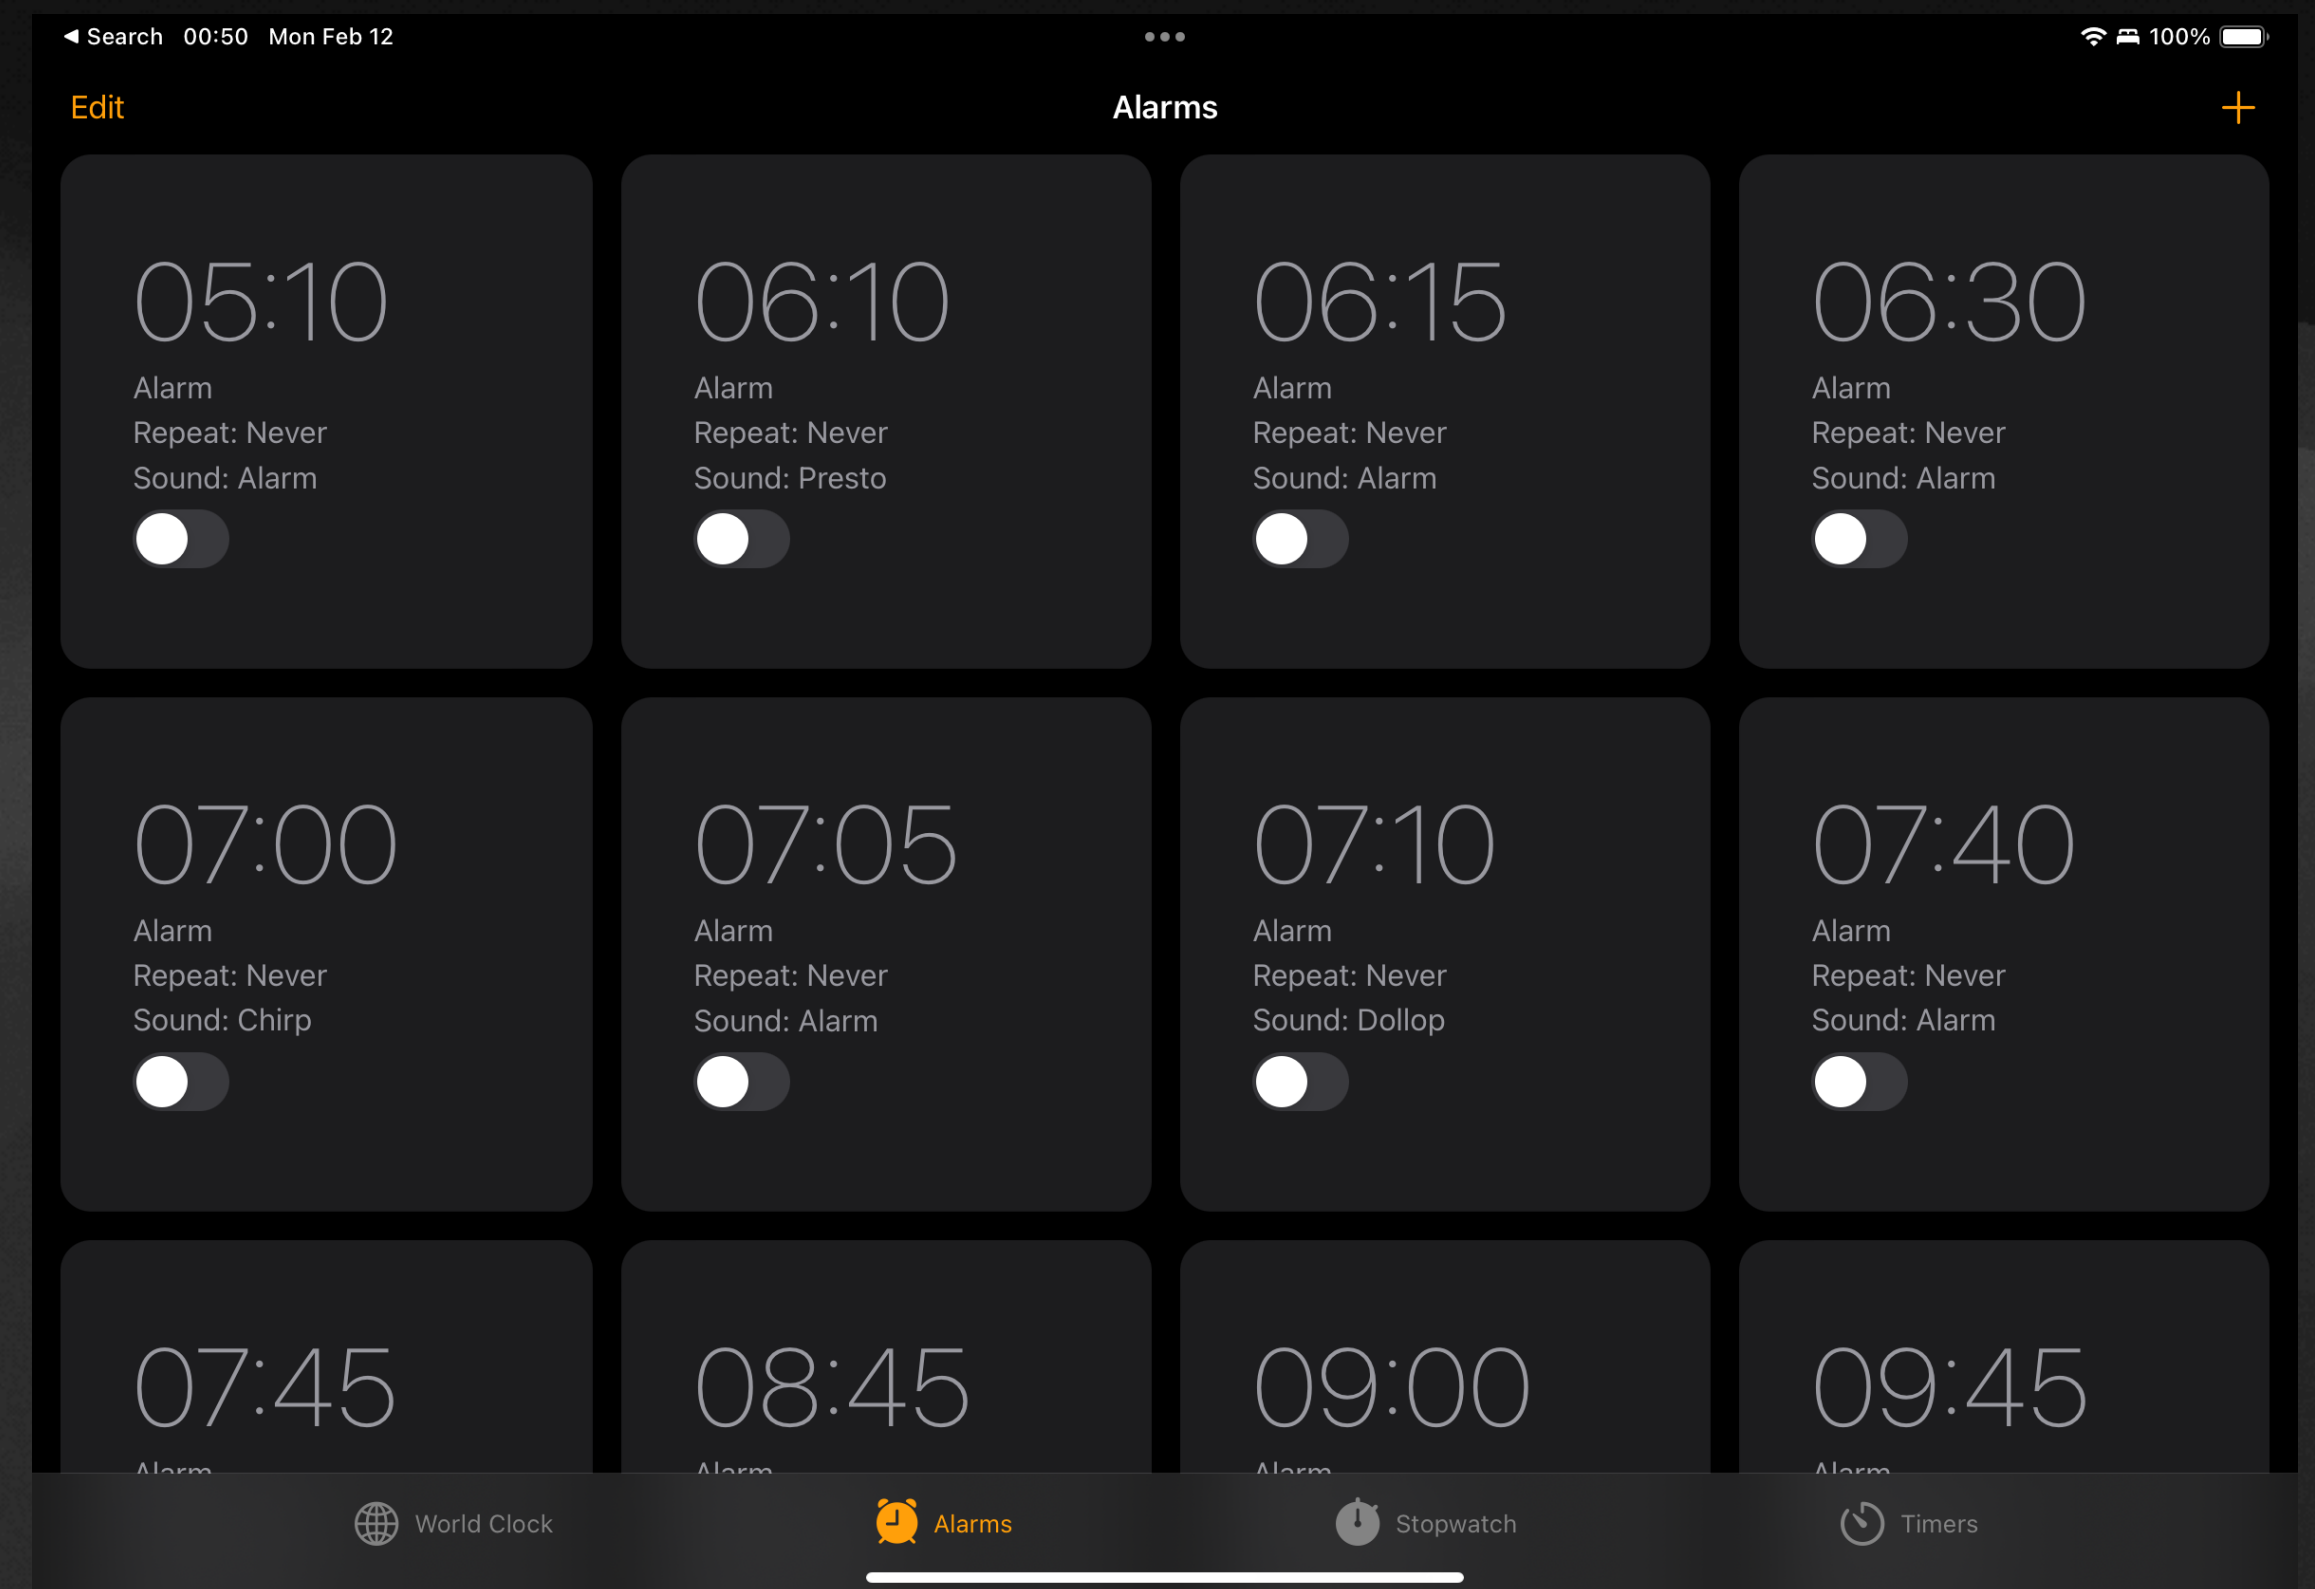 ◀ Search 00:50 Mon Feb 12 100%
Edit Alarms +
05:10 06:10 06:15 06:30
Alarm Alarm Alarm Alarm
Repeat: Never Repeat: Never Repeat: Never Repeat: Never
Sound: Alarm Sound: Presto Sound: Alarm Sound: Alarm
07:00 07:05 07:10 07:40
Alarm Alarm Alarm Alarm
Repeat: Never Repeat: Never Repeat: Never Repeat: Never
Sound: Chirp Sound: Alarm Sound: Dollop Sound: Alarm
07:45 08:45 09:00 09:45
Alarm Alarm Alarm Alarm
World Clock Alarms Stopwatch Timers